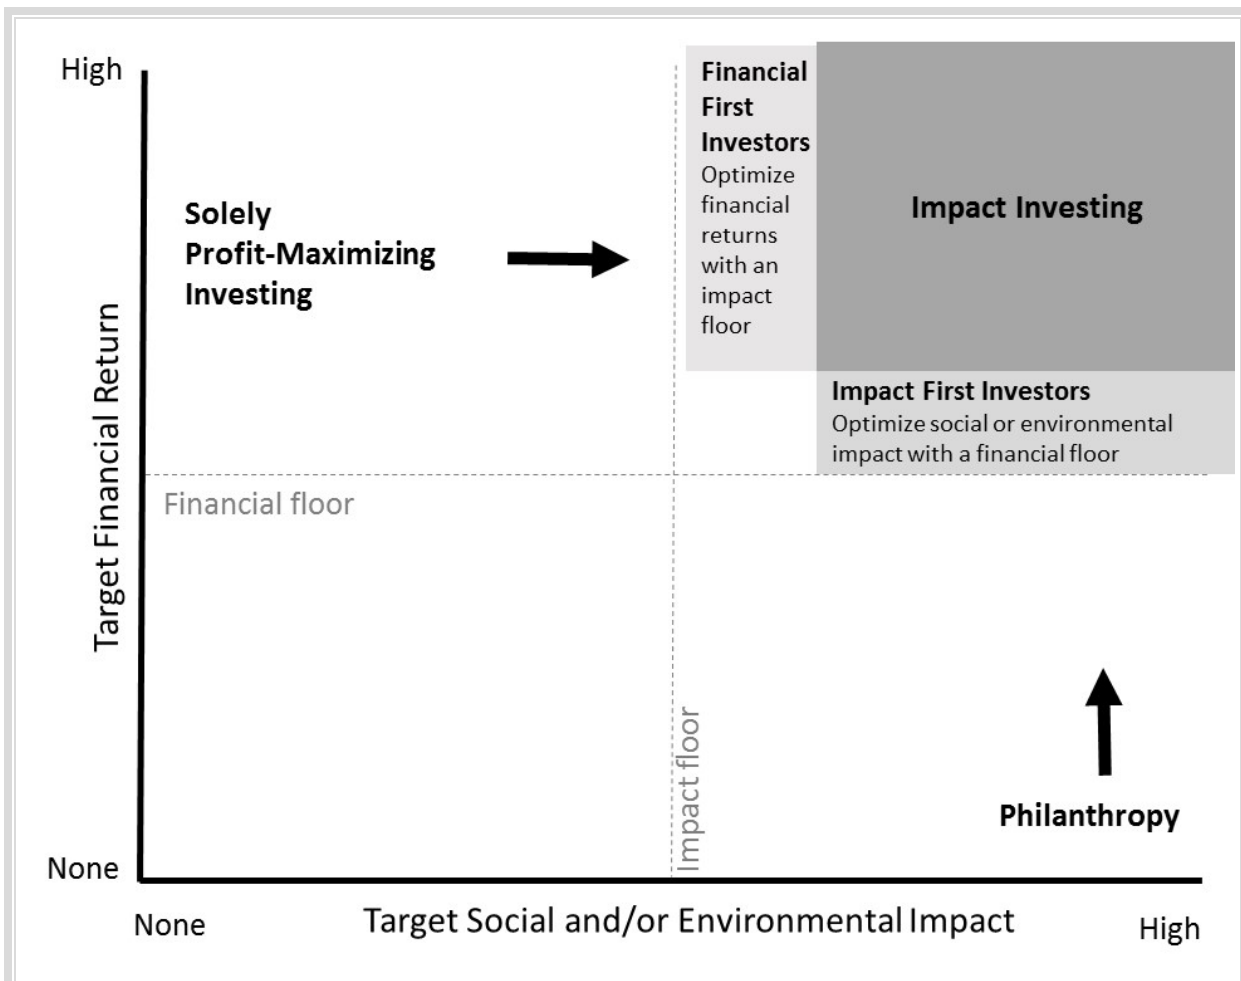 High
Solely
Profit-Maximizing
Investing
Financial
First
Investors
Optimize
financial
returns
with an
impact
floor
Impact Investing
Impact First Investors
Optimize social or environmental
impact with a financial floor
Target Financial Return
Financial floor
Impact floor
Philanthropy
None
None
Target Social and/or Environmental Impact
High